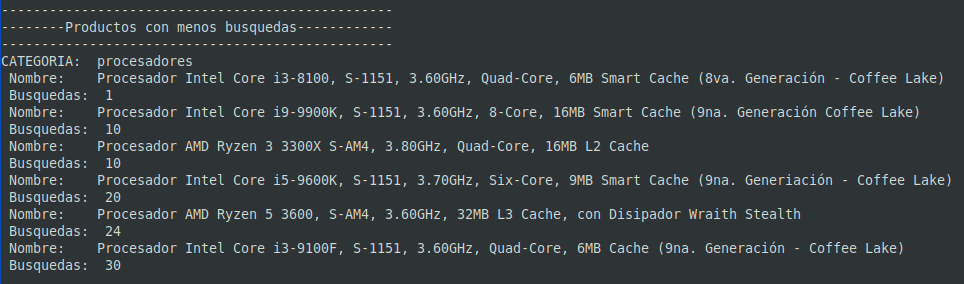 -------------------------------------------------
--------Productos con menos busquedas------------
-------------------------------------------------
CATEGORIA:  procesadores
 Nombre:    Procesador Intel Core i3-8100, S-1151, 3.60GHz, Quad-Core, 6MB Smart Cache (8va. Generación - Coffee Lake)
 Busquedas:  1
 Nombre:    Procesador Intel Core i9-9900K, S-1151, 3.60GHz, 8-Core, 16MB Smart Cache (9na. Generación Coffee Lake)
 Busquedas:  10
 Nombre:    Procesador AMD Ryzen 3 3300X S-AM4, 3.80GHz, Quad-Core, 16MB L2 Cache
 Busquedas:  10
 Nombre:    Procesador Intel Core i5-9600K, S-1151, 3.70GHz, Six-Core, 9MB Smart Cache (9na. Generiación - Coffee Lake)
 Busquedas:  20
 Nombre:    Procesador AMD Ryzen 5 3600, S-AM4, 3.60GHz, 32MB L3 Cache, con Disipador Wraith Stealth
 Busquedas:  24
 Nombre:    Procesador Intel Core i3-9100F, S-1151, 3.60GHz, Quad-Core, 6MB Cache (9na. Generación - Coffee Lake)
 Busquedas:  30